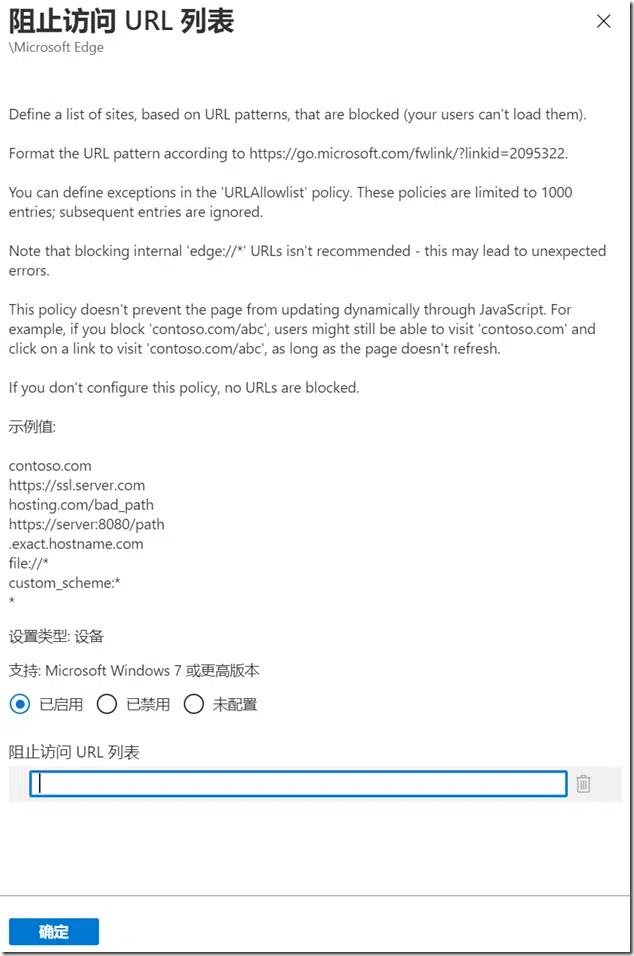 阻止访问 URL 列表
\Microsoft Edge
Define a list of sites, based on URL patterns, that are blocked (your users can't load them).
Format the URL pattern according to https://go.microsoft.com/fwlink/?linkid=2095322.
You can define exceptions in the 'URLAllowlist' policy. These policies are limited to 1000
entries; subsequent entries are ignored.
Note that blocking internal 'edge://*' URLs isn't recommended - this may lead to unexpected
errors.
This policy doesn't prevent the page from updating dynamically through JavaScript. For
example, if you block 'contoso.com/abc', users might still be able to visit 'contoso.com' and
click on a link to visit 'contoso.com/abc', as long as the page doesn't refresh.
If you don't configure this policy, no URLs are blocked.
示例值:
contoso.com
https://ssl.server.com
hosting.com/bad_path
https://server:8080/path
.exact.hostname.com
file://*
custom_scheme:*
*
设置类型: 设备
支持: Microsoft Windows 7 或更高版本
已启用 已禁用 未配置
阻止访问 URL 列表
确定